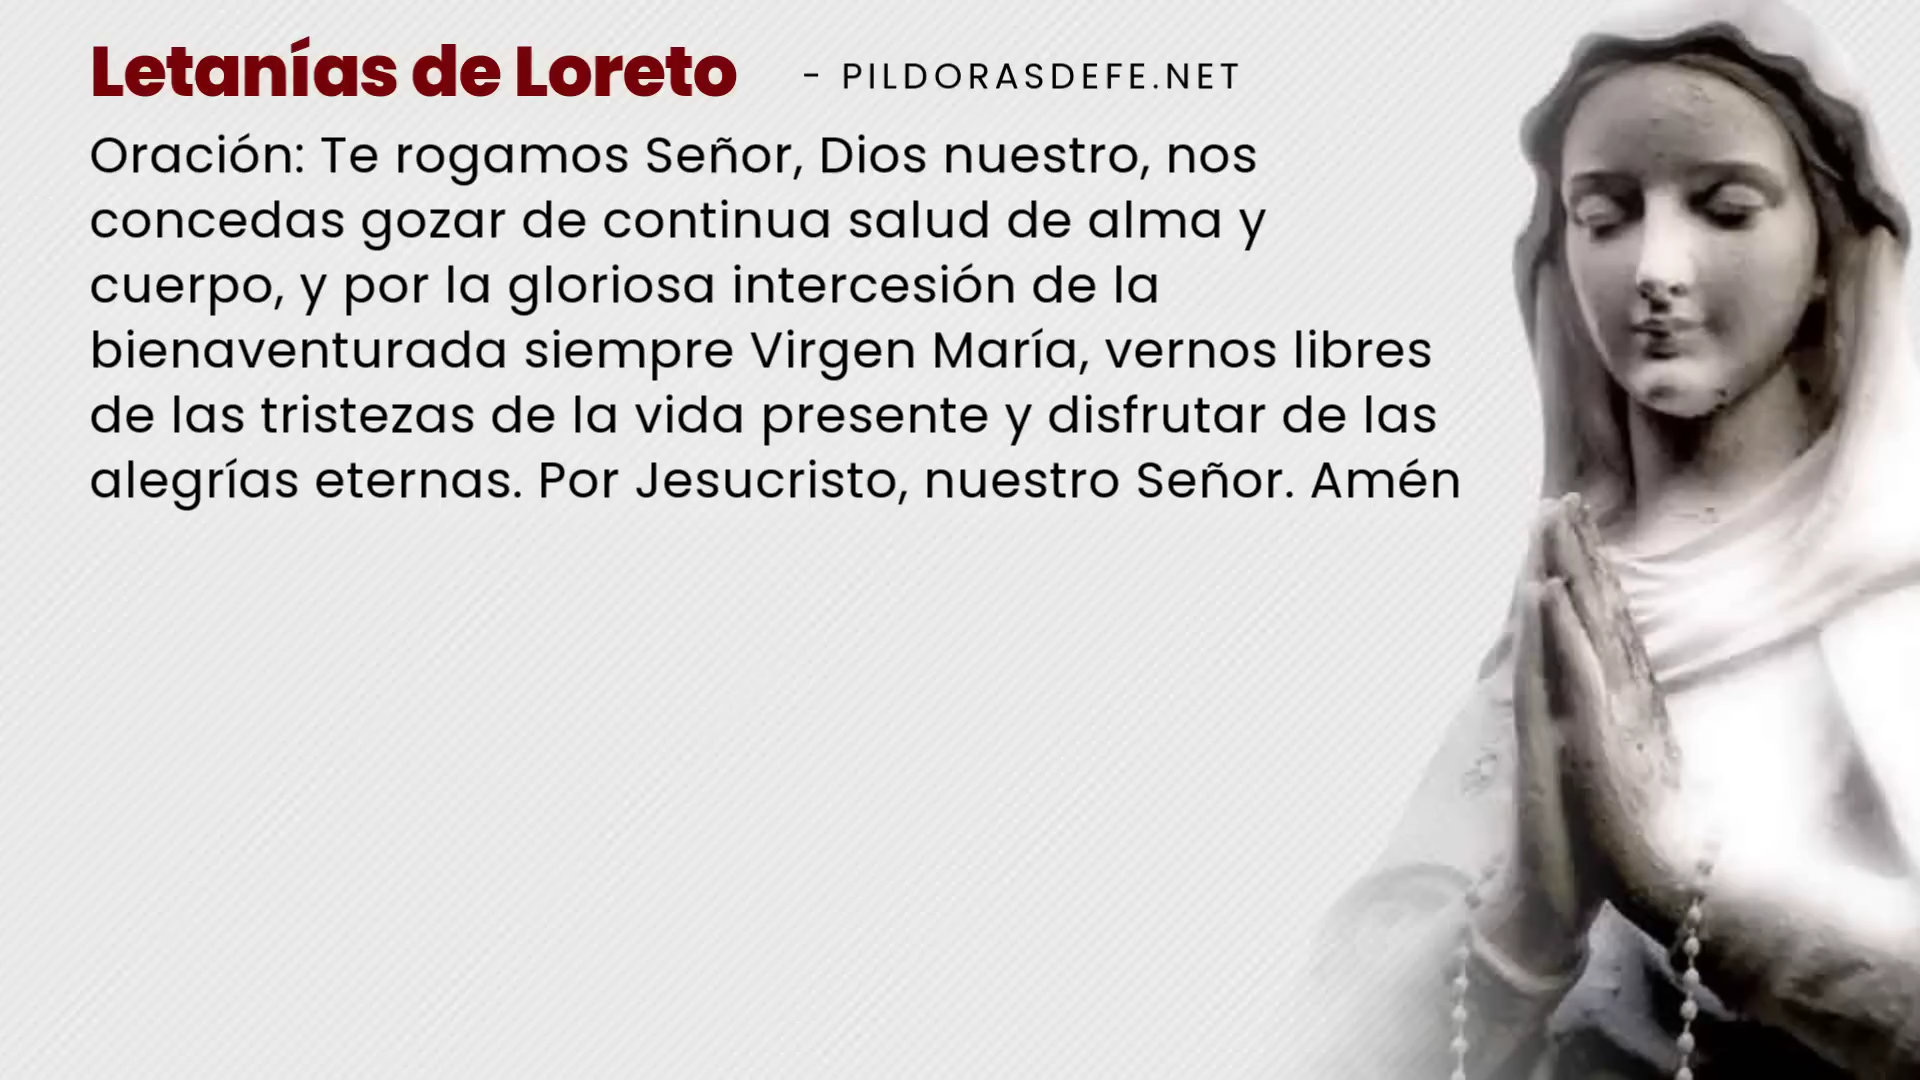 Letanías de Loreto - PILDORASDEFE.NET
Oración: Te rogamos Señor, Dios nuestro, nos
concedas gozar de continua salud de alma y
cuerpo, y por la gloriosa intercesión de la
bienaventurada siempre Virgen María, vernos libres
de las tristezas de la vida presente y disfrutar de las
alegrías eternas. Por Jesucristo, nuestro Señor. Amén